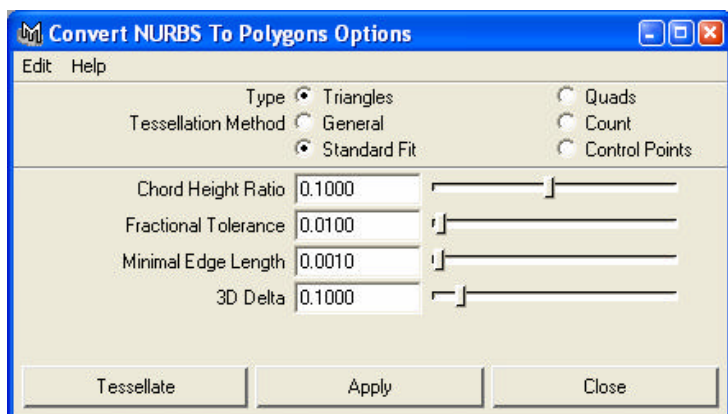 Convert NURBS To Polygons Options
Edit Help
Type Triangles Quads
Tessellation Method General Count
Standard Fit Control Points
Chord Height Ratio 0.1000
Fractional Tolerance 0.0100
Minimal Edge Length 0.0010
3D Delta 0.1000
Tessellate Apply Close